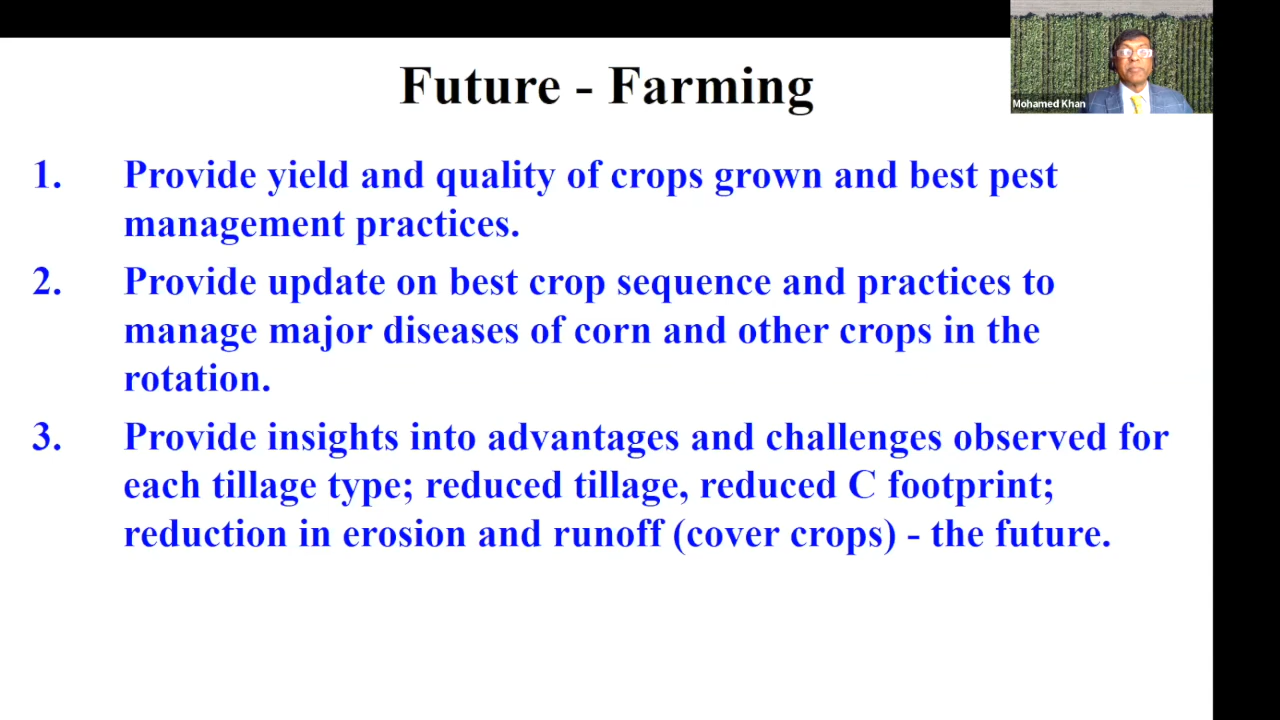 Future - Farming
Mohamed Khan
1. Provide yield and quality of crops grown and best pest
management practices.
2. Provide update on best crop sequence and practices to
manage major diseases of corn and other crops in the
rotation.
3. Provide insights into advantages and challenges observed for
each tillage type; reduced tillage, reduced C footprint;
reduction in erosion and runoff (cover crops) - the future.